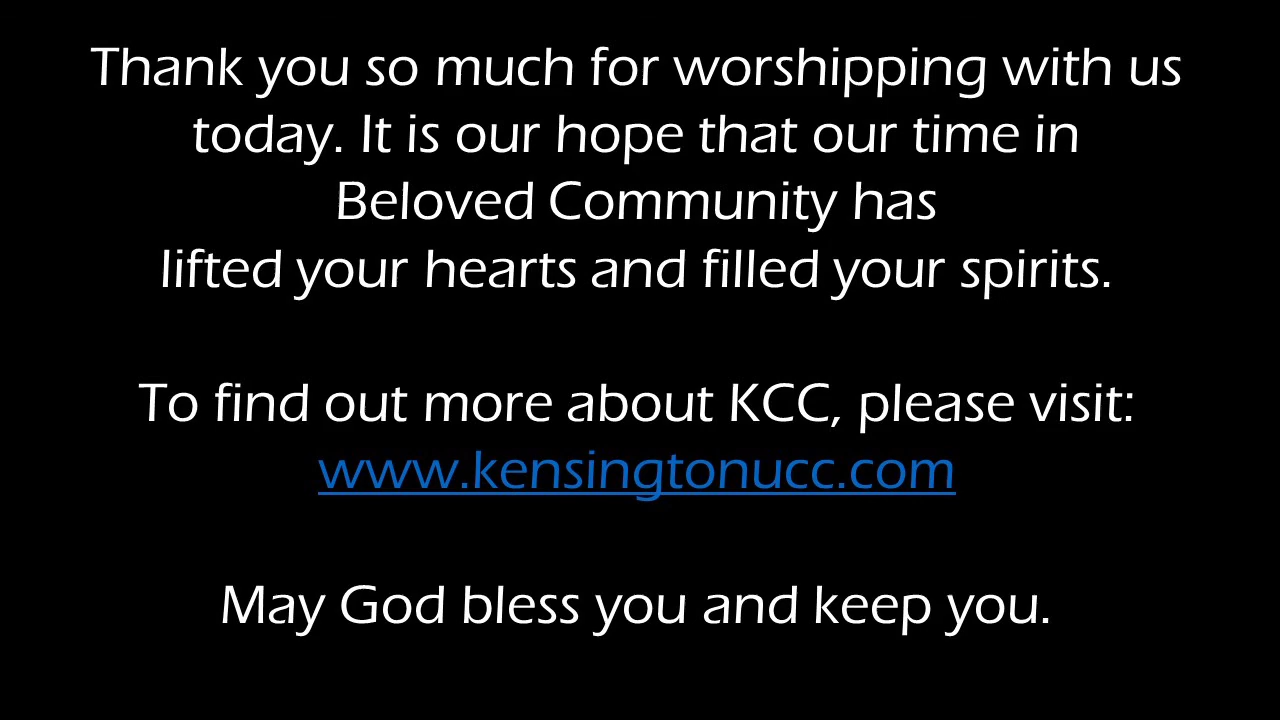 Thank you so much for worshipping with us
today. It is our hope that our time in
Beloved Community has
lifted your hearts and filled your spirits.
To find out more about KCC, please visit:
www.kensingtonucc.com
May God bless you and keep you.